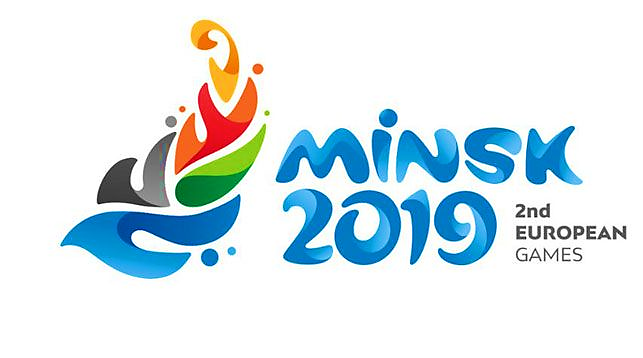 MiNSK
2019
2nd
EUROPEAN
GAMES